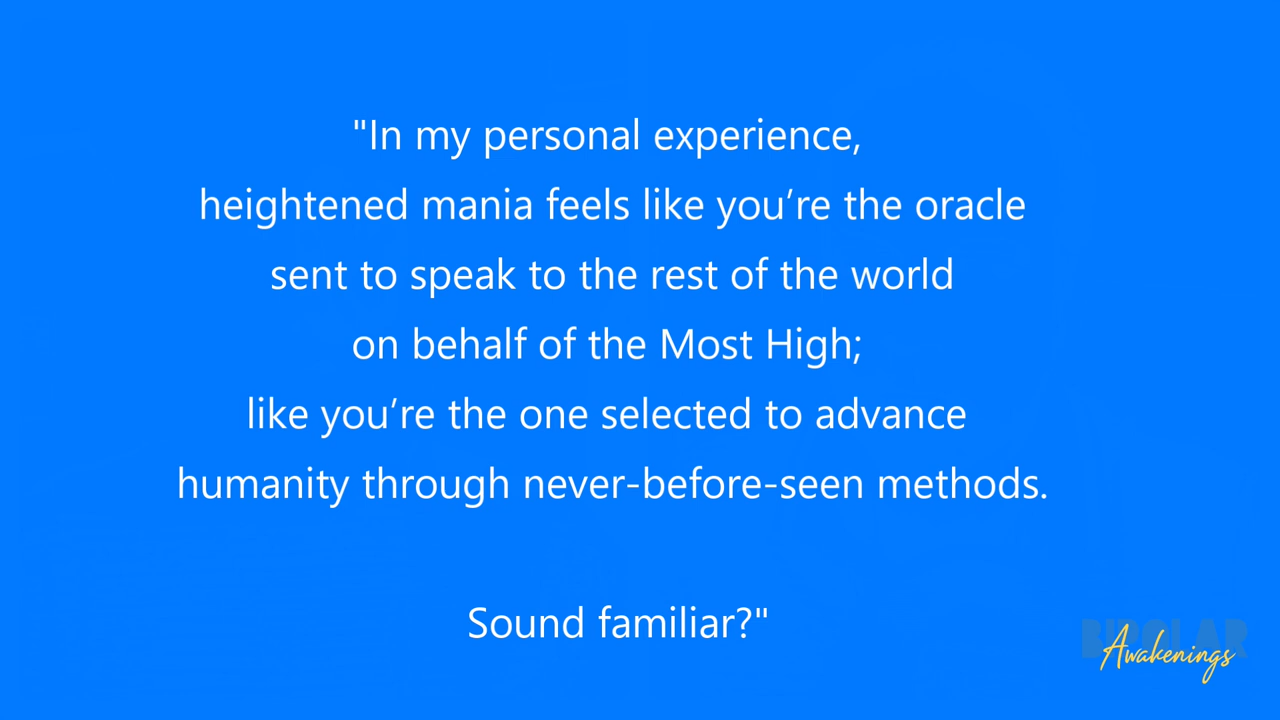 "In my personal experience,
heightened mania feels like you’re the oracle
sent to speak to the rest of the world
on behalf of the Most High;
like you’re the one selected to advance
humanity through never-before-seen methods.
Sound familiar?"
BIPOLAR
Awakenings